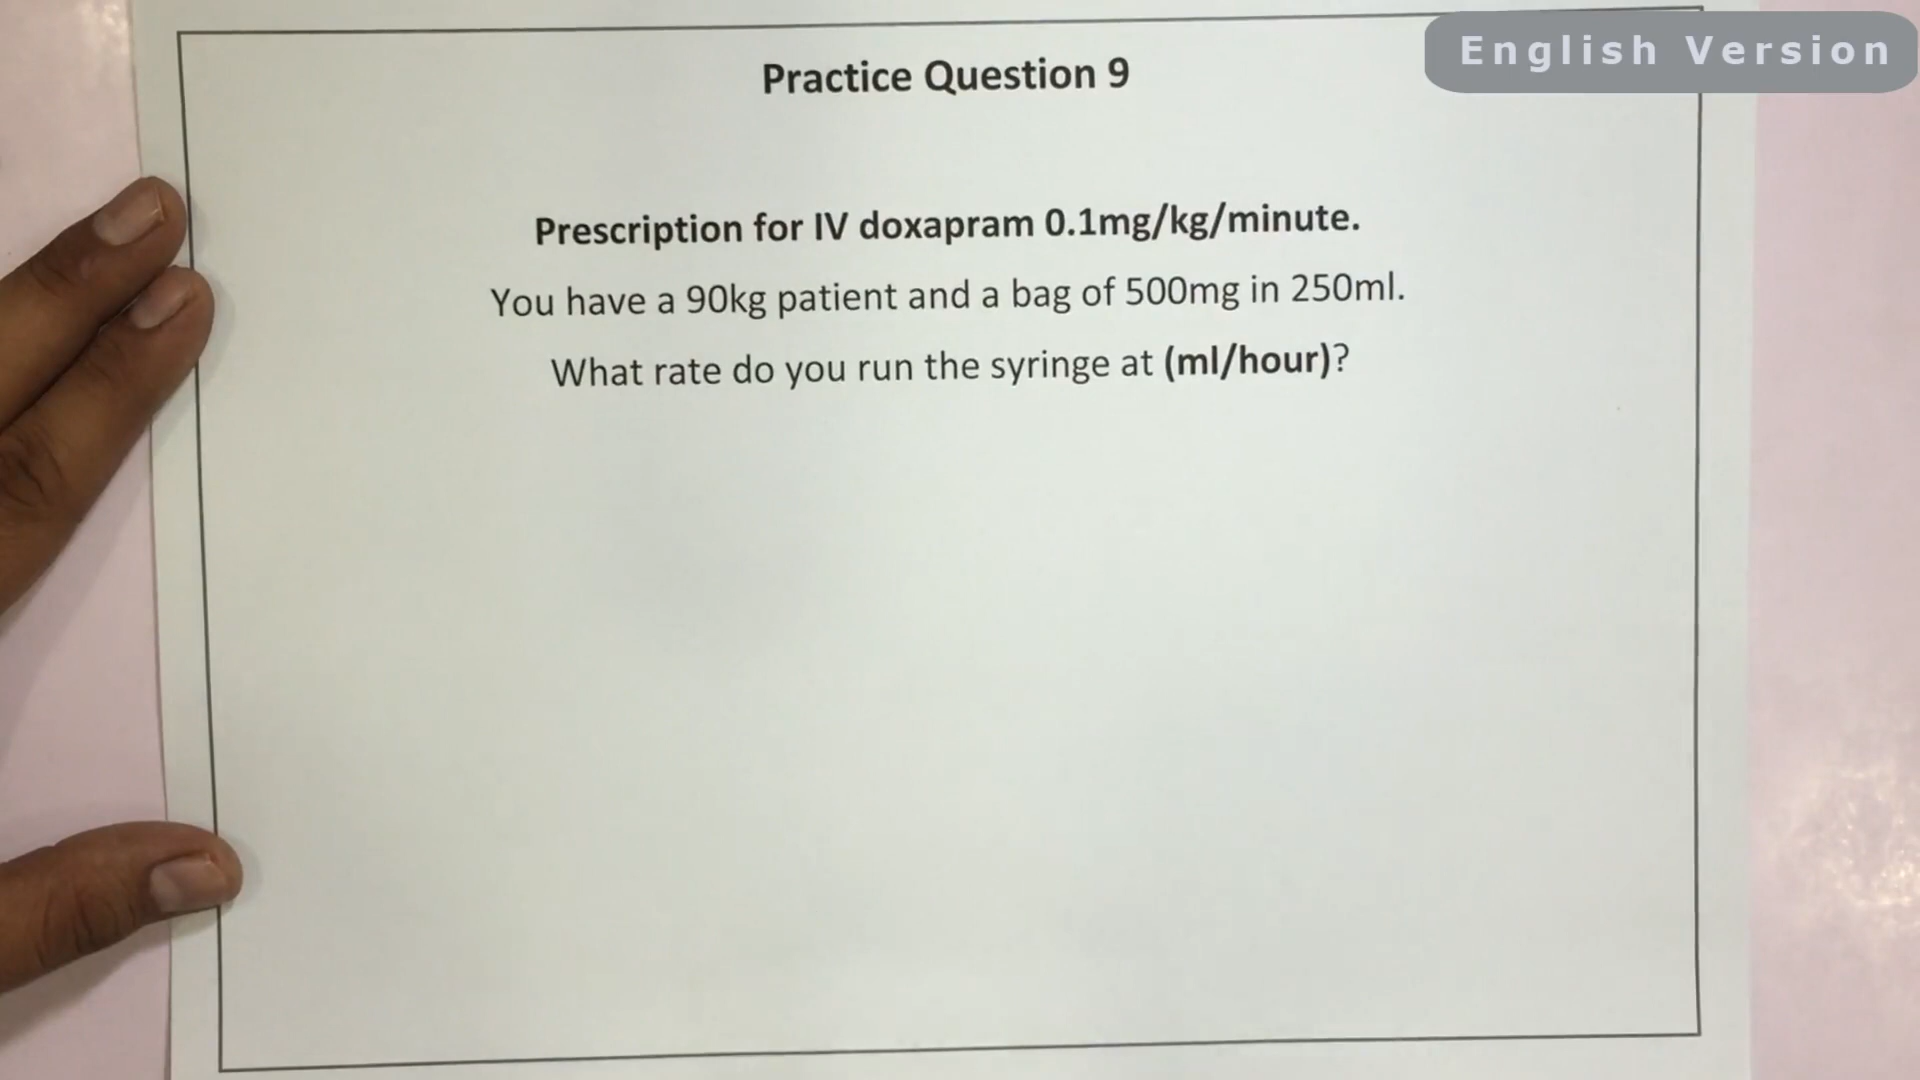 English Version
Practice Question 9
Prescription for IV doxapram 0.1mg/kg/minute.
You have a 90kg patient and a bag of 500mg in 250ml.
What rate do you run the syringe at (ml/hour)?